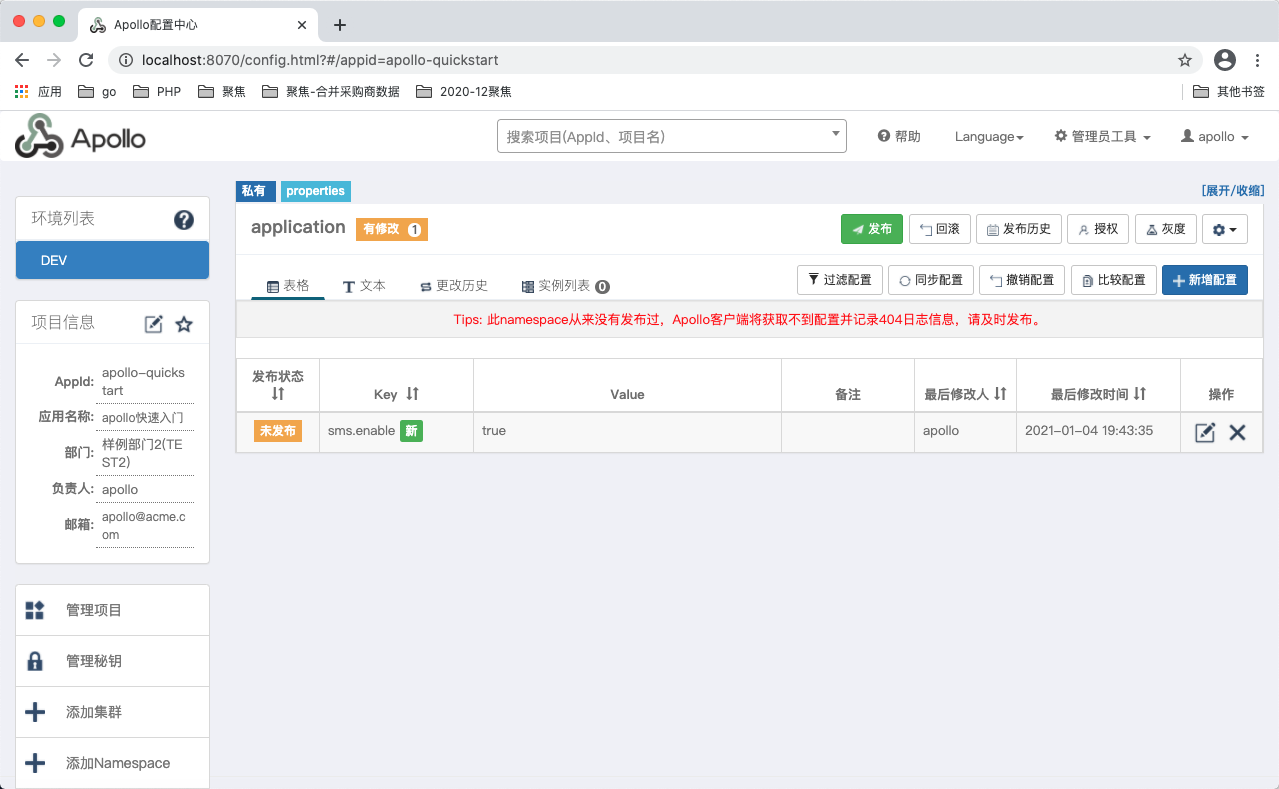 Apollo配置中心
localhost:8070/config.html?#/appid=apollo-quickstart
应用 go PHP 聚焦 聚焦-合并采购商数据 2020-12聚焦 其他书签
Apollo 搜索项目(AppId、项目名) 帮助 Language 管理员工具 apollo
私有 properties [展开/收缩]
环境列表
DEV
application 有修改 1 发布 回滚 发布历史 授权 灰度
表格 文本 更改历史 实例列表 0 过滤配置 同步配置 撤销配置 比较配置 新增配置
Tips: 此namespace从来没有发布过，Apollo客户端将获取不到配置并记录404日志信息，请及时发布。
发布状态 Key Value 备注 最后修改人 最后修改时间 操作
未发布 sms.enable 新 true apollo 2021-01-04 19:43:35
项目信息
AppId: apollo-quicks
tart
应用名称: apollo快速入门
部门: 样例部门2(TE
ST2)
负责人: apollo
邮箱: apollo@acme.c
om
管理项目
管理秘钥
添加集群
添加Namespace